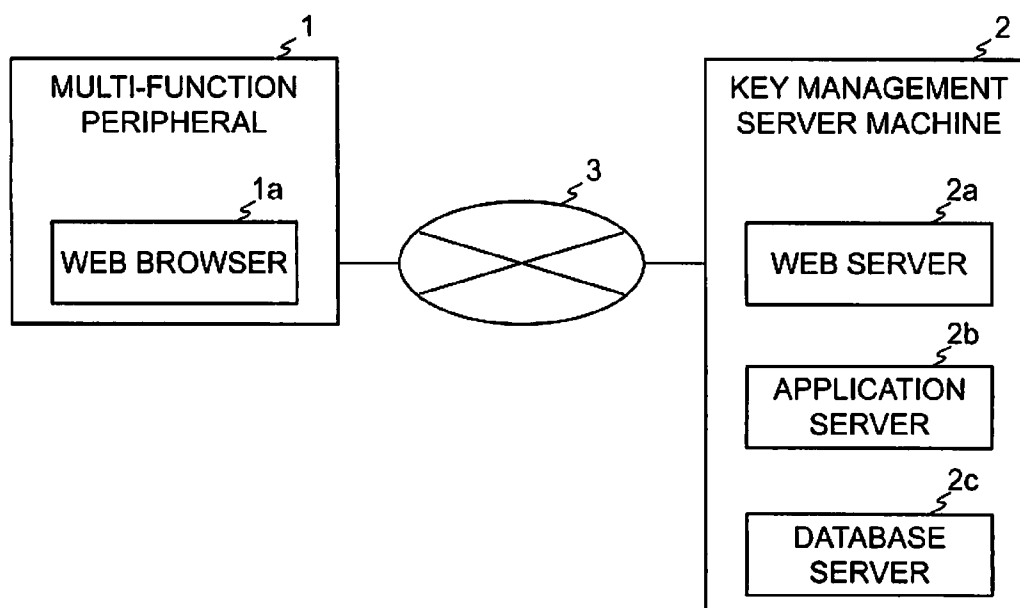 1
MULTI-FUNCTION
PERIPHERAL
1a
WEB BROWSER
3
2
KEY MANAGEMENT
SERVER MACHINE
2a
WEB SERVER
2b
APPLICATION
SERVER
2c
DATABASE
SERVER